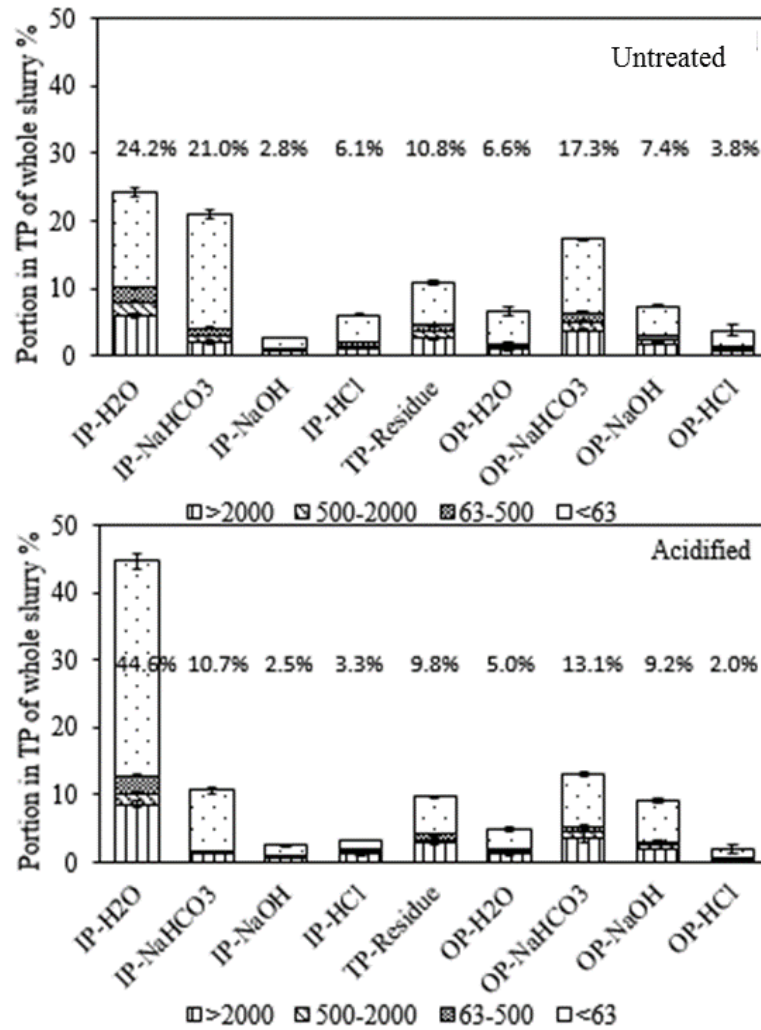 Portion in TP of whole slurry %
50
40
30
20
10
0
Untreated
24.2% 21.0% 2.8% 6.1% 10.8% 6.6% 17.3% 7.4% 3.8%
IP-H2O
IP-NaHCO3
IP-NaOH
IP-HCl
TP-Residue
OP-H2O
OP-NaHCO3
OP-NaOH
OP-HCl
>2000 500-2000 63-500 <63
Portion in TP of whole slurry %
50
40
30
20
10
0
Acidified
44.6% 10.7% 2.5% 3.3% 9.8% 5.0% 13.1% 9.2% 2.0%
IP-H2O
IP-NaHCO3
IP-NaOH
IP-HCl
TP-Residue
OP-H2O
OP-NaHCO3
OP-NaOH
OP-HCl
>2000 500-2000 63-500 <63